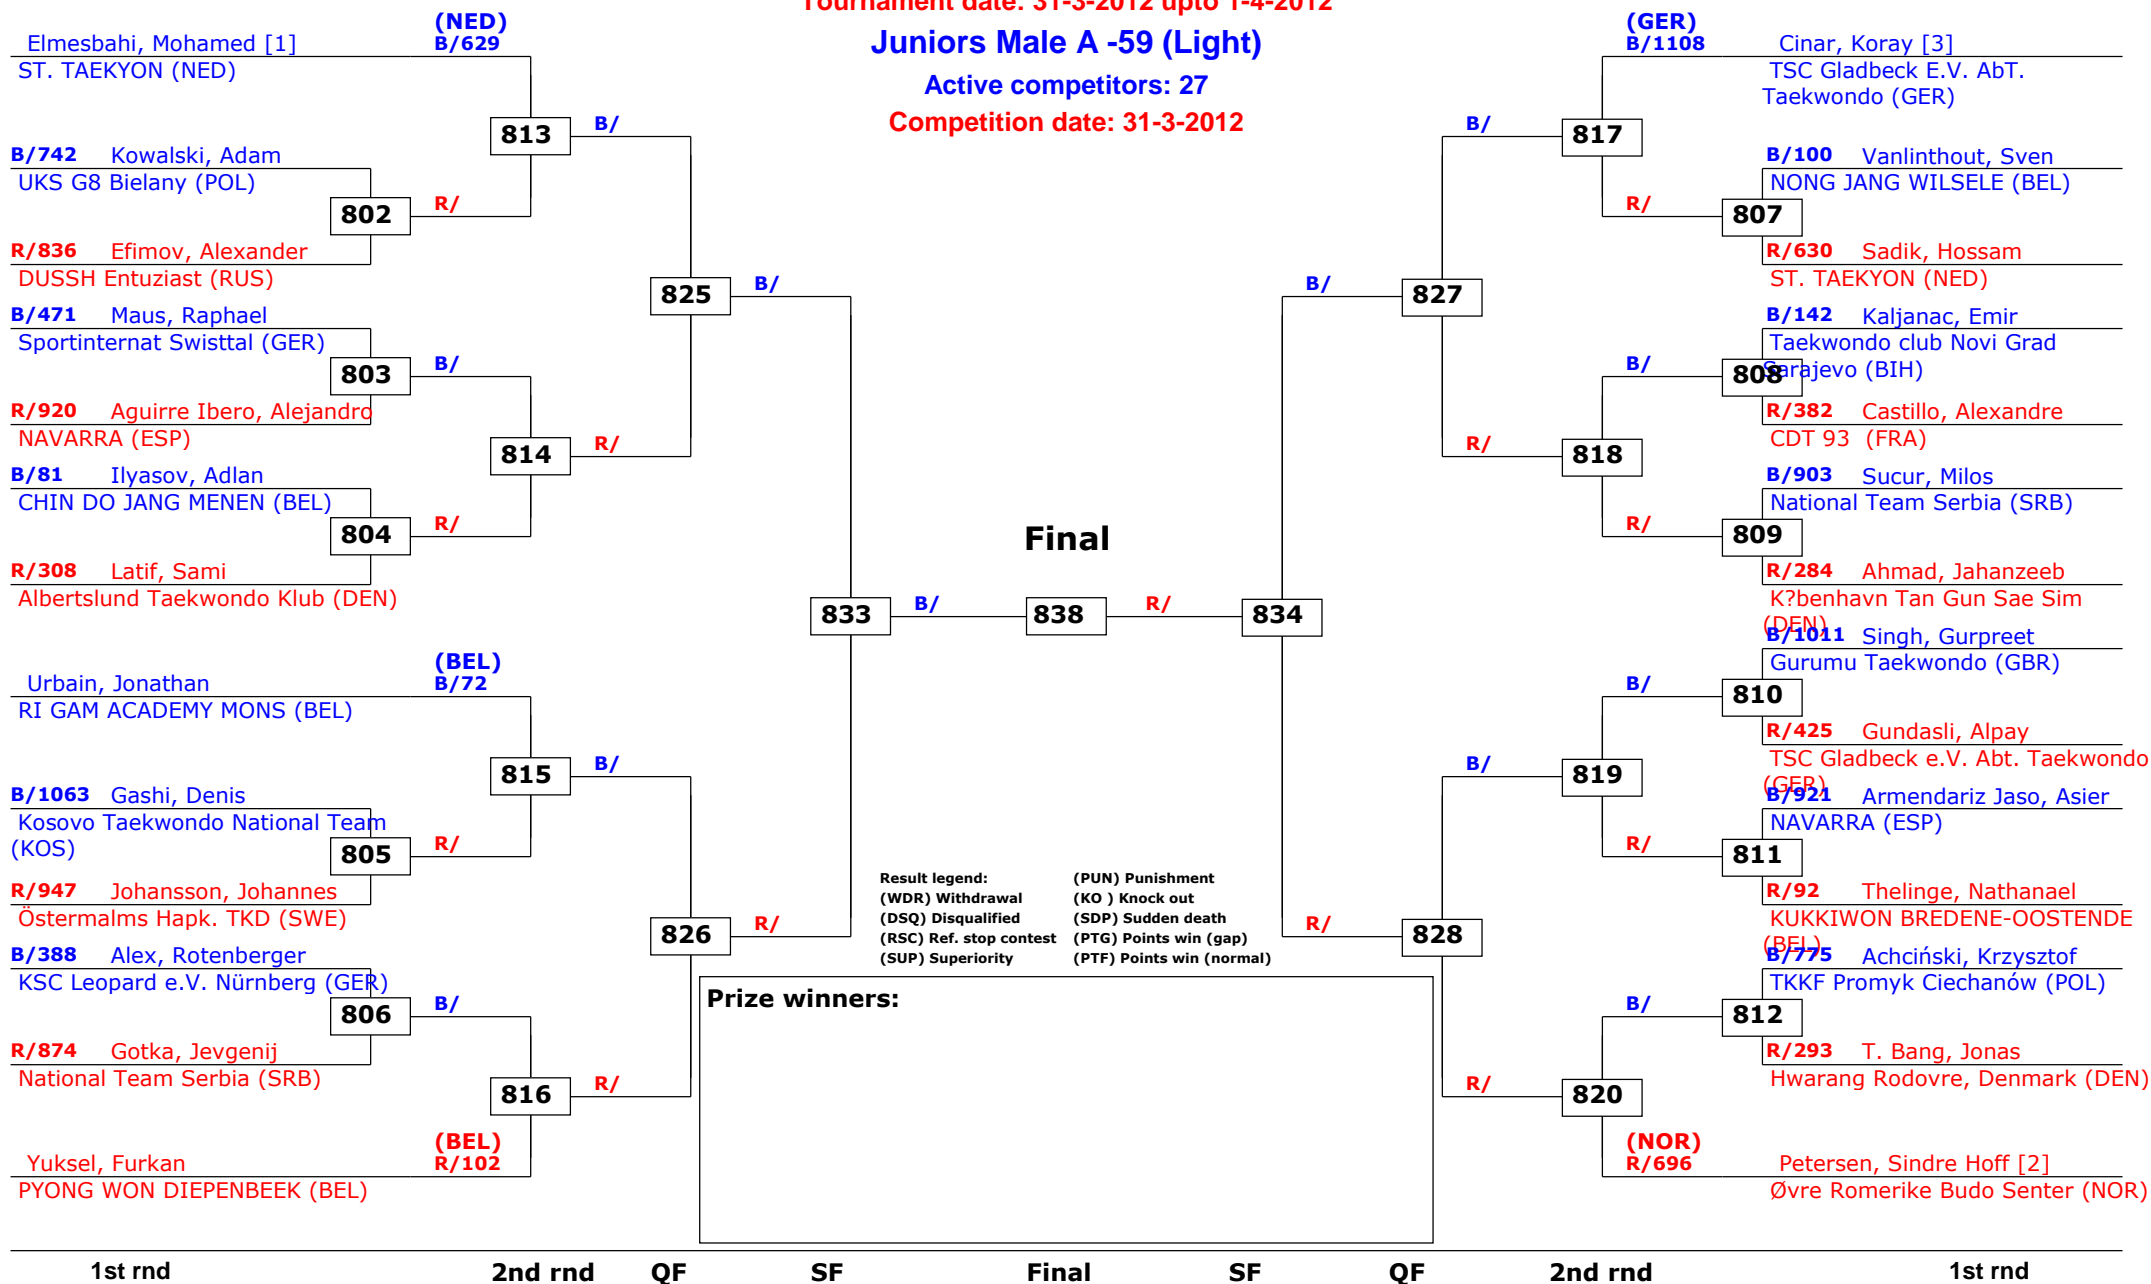 Tournament date: 31-3-2012 upto 1-4-2012
Juniors Male A -59 (Light)
Active competitors: 27
Competition date: 31-3-2012
(NED)
Elmesbahi, Mohamed [1] B/629
ST. TAEKYON (NED)
813
B/
B/742 Kowalski, Adam
UKS G8 Bielany (POL)
802
R/
R/836 Efimov, Alexander
DUSSH Entuziast (RUS)
825
B/
B/471 Maus, Raphael
Sportinternat Swisttal (GER)
803
B/
R/920 Aguirre Ibero, Alejandro
NAVARRA (ESP)
814
R/
B/81 Ilyasov, Adlan
CHIN DO JANG MENEN (BEL)
804
R/
R/308 Latif, Sami
Albertslund Taekwondo Klub (DEN)
833
B/
(BEL)
Urbain, Jonathan B/72
RI GAM ACADEMY MONS (BEL)
815
B/
B/1063 Gashi, Denis
Kosovo Taekwondo National Team
(KOS)
805
R/
R/947 Johansson, Johannes
Östermalms Hapk. TKD (SWE)
826
R/
B/388 Alex, Rotenberger
KSC Leopard e.V. Nürnberg (GER)
806
B/
R/874 Gotka, Jevgenij
National Team Serbia (SRB)
816
R/
(BEL)
Yuksel, Furkan R/102
PYONG WON DIEPENBEEK (BEL)
Final
838
R/
834
(GER)
B/1108 Cinar, Koray [3]
TSC Gladbeck E.V. AbT.
Taekwondo (GER)
B/
817
B/100 Vanlinthout, Sven
NONG JANG WILSELE (BEL)
R/
807
R/630 Sadik, Hossam
ST. TAEKYON (NED)
B/
827
B/142 Kaljanac, Emir
Taekwondo club Novi Grad
Sarajevo (BIH)
B/
808
R/382 Castillo, Alexandre
CDT 93 (FRA)
R/
818
B/903 Sucur, Milos
National Team Serbia (SRB)
R/
809
R/284 Ahmad, Jahanzeeb
K?benhavn Tan Gun Sae Sim
(DEN)
B/1011 Singh, Gurpreet
Gurumu Taekwondo (GBR)
B/
810
R/425 Gundasli, Alpay
TSC Gladbeck e.V. Abt. Taekwondo
(GER)
B/
819
B/921 Armendariz Jaso, Asier
NAVARRA (ESP)
R/
811
R/92 Thelinge, Nathanael
KUKKIWON BREDENE-OOSTENDE
(BEL)
R/
828
B/775 Achciński, Krzysztof
TKKF Promyk Ciechanów (POL)
B/
812
R/293 T. Bang, Jonas
Hwarang Rodovre, Denmark (DEN)
R/
820
(NOR)
R/696 Petersen, Sindre Hoff [2]
Øvre Romerike Budo Senter (NOR)
Result legend: (PUN) Punishment
(WDR) Withdrawal (KO ) Knock out
(DSQ) Disqualified (SDP) Sudden death
(RSC) Ref. stop contest (PTG) Points win (gap)
(SUP) Superiority (PTF) Points win (normal)
Prize winners:
1st rnd 2nd rnd QF SF Final SF QF 2nd rnd 1st rnd